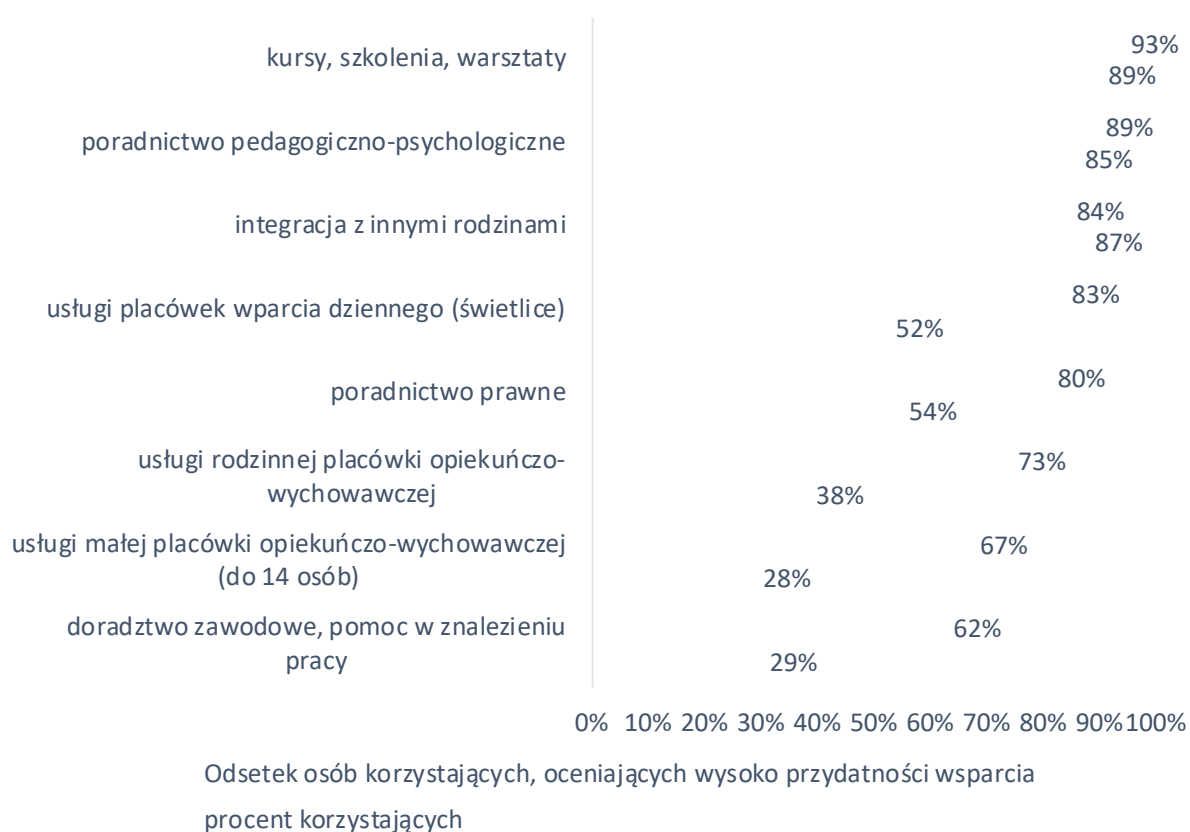 kursy, szkolenia, warsztaty
93%
89%
poradnictwo pedagogiczno-psychologiczne
89%
85%
integracja z innymi rodzinami
84%
87%
usługi placówek wparcia dziennego (świetlice)
83%
52%
poradnictwo prawne
80%
54%
usługi rodzinnej placówki opiekuńczo-
wychowawczej
73%
38%
usługi małej placówki opiekuńczo-wychowawczej
(do 14 osób)
67%
28%
doradztwo zawodowe, pomoc w znalezieniu
pracy
62%
29%
0% 10% 20% 30% 40% 50% 60% 70% 80% 90% 100%
Odsetek osób korzystających, oceniających wysoko przydatności wsparcia
procent korzystających